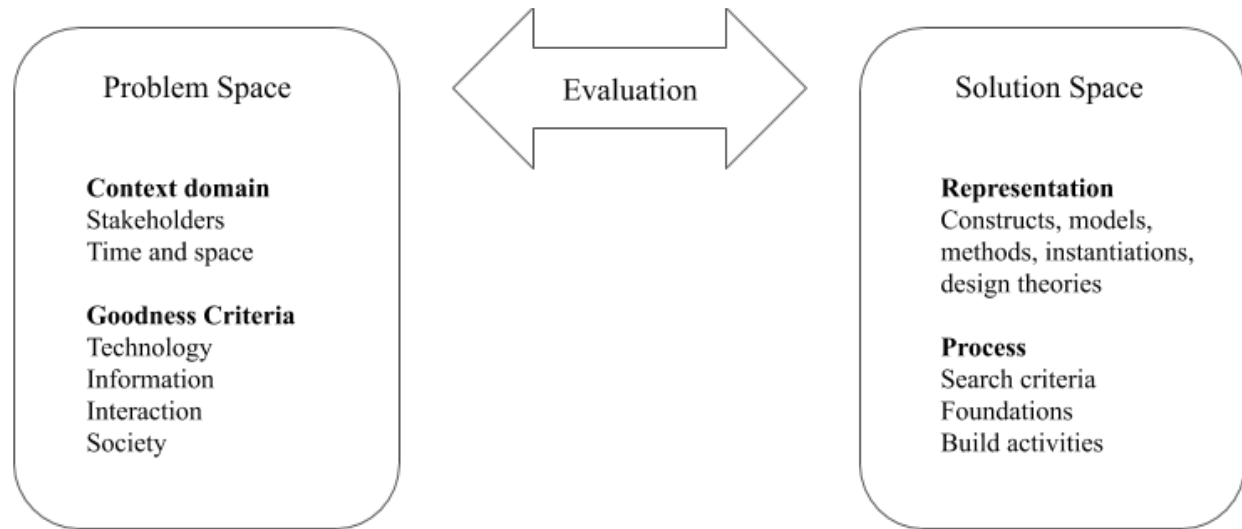 Problem Space
Context domain
Stakeholders
Time and space
Goodness Criteria
Technology
Information
Interaction
Society
Evaluation
Solution Space
Representation
Constructs, models,
methods, instantiations,
design theories
Process
Search criteria
Foundations
Build activities